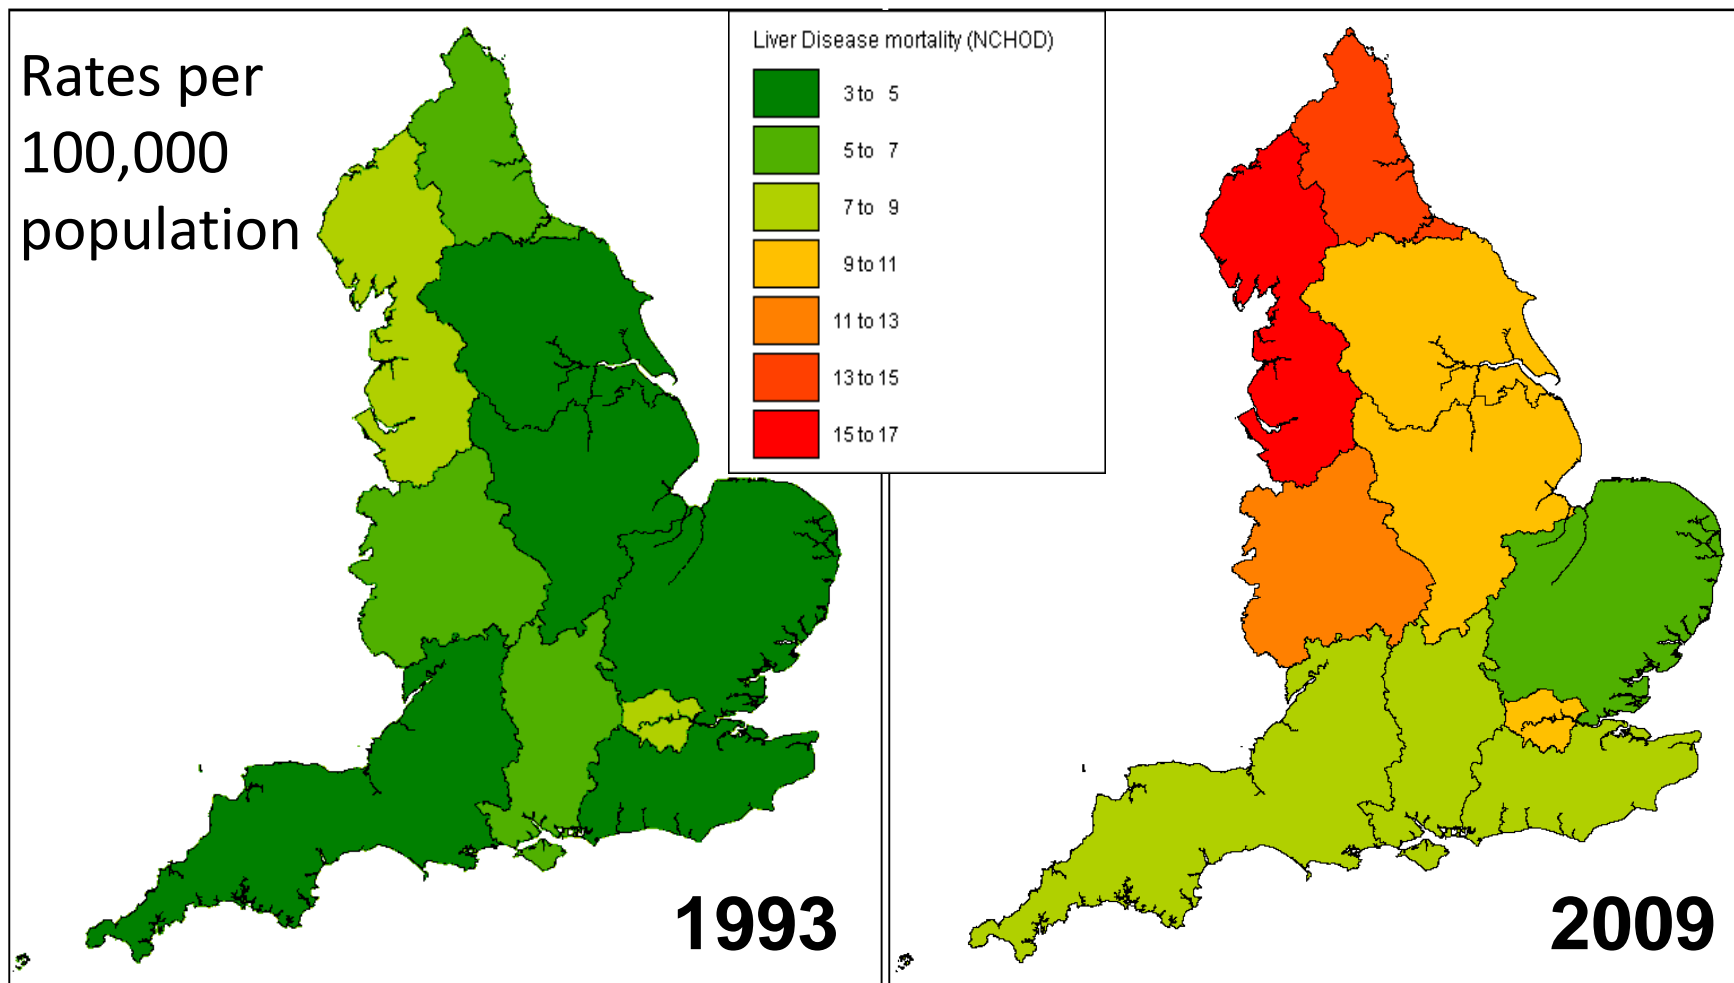 Rates per
100,000
population
Liver Disease mortality (NCHOD)
3 to 5
5 to 7
7 to 9
9 to 11
11 to 13
13 to 15
15 to 17
1993
2009